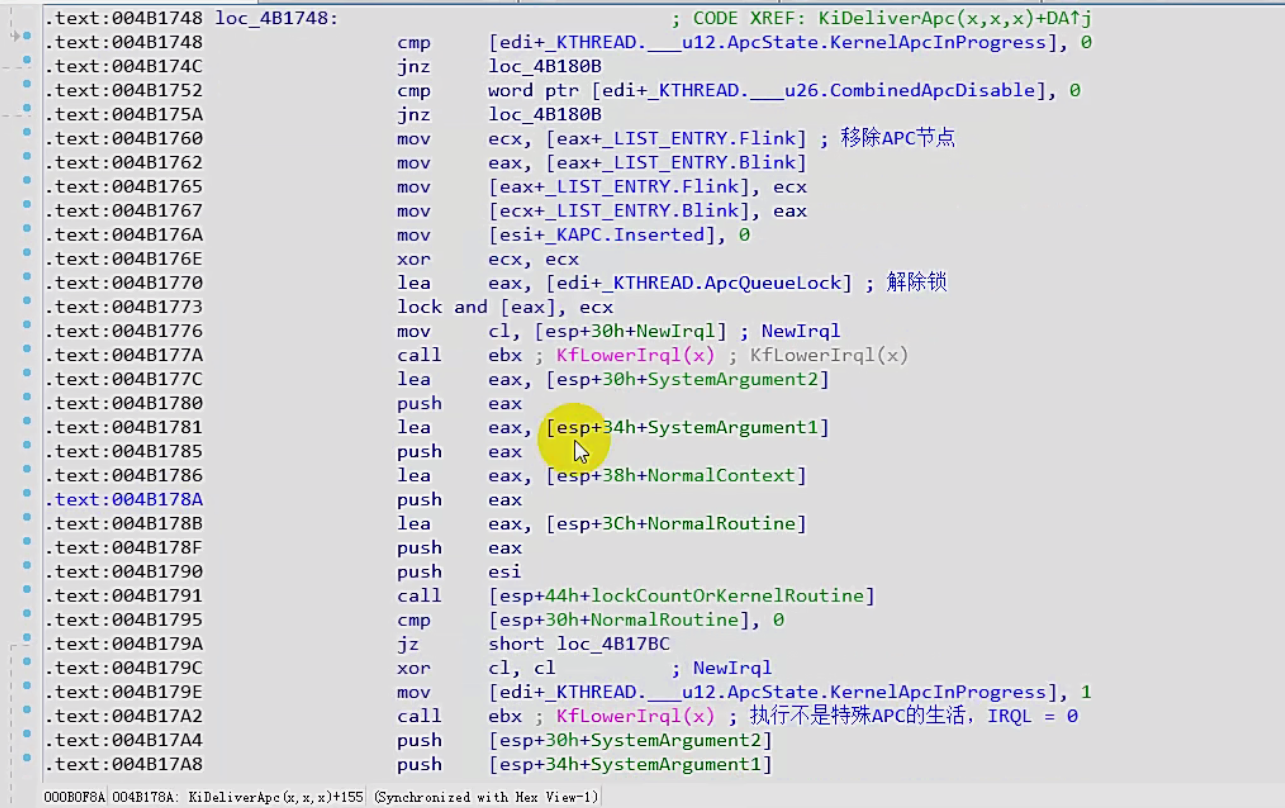 .text:004B1748 loc_4B1748: ; CODE XREF: KiDeliverApc(x,x,x)+DA↑j
.text:004B1748 cmp [edi+_KTHREAD.___u12.ApcState.KernelApcInProgress], 0
.text:004B174C jnz loc_4B180B
.text:004B1752 cmp word ptr [edi+_KTHREAD.___u26.CombinedApcDisable], 0
.text:004B175A jnz loc_4B180B
.text:004B1760 mov ecx, [eax+_LIST_ENTRY.Flink] ; 移除APC节点
.text:004B1762 mov eax, [eax+_LIST_ENTRY.Blink]
.text:004B1765 mov [eax+_LIST_ENTRY.Flink], ecx
.text:004B1767 mov [ecx+_LIST_ENTRY.Blink], eax
.text:004B176A mov [esi+_KAPC.Inserted], 0
.text:004B176E xor ecx, ecx
.text:004B1770 lea eax, [edi+_KTHREAD.ApcQueueLock] ; 解除锁
.text:004B1773 lock and [eax], ecx
.text:004B1776 mov cl, [esp+30h+NewIrql] ; NewIrql
.text:004B177A call ebx ; KfLowerIrql(x) ; KfLowerIrql(x)
.text:004B177C lea eax, [esp+30h+SystemArgument2]
.text:004B1780 push eax
.text:004B1781 lea eax, [esp+34h+SystemArgument1]
.text:004B1785 push eax
.text:004B1786 lea eax, [esp+38h+NormalContext]
.text:004B178A push eax
.text:004B178B lea eax, [esp+3Ch+NormalRoutine]
.text:004B178F push eax
.text:004B1790 push esi
.text:004B1791 call [esp+44h+lockCountOrKernelRoutine]
.text:004B1795 cmp [esp+30h+NormalRoutine], 0
.text:004B179A jz short loc_4B17BC
.text:004B179C xor cl, cl ; NewIrql
.text:004B179E mov [edi+_KTHREAD.___u12.ApcState.KernelApcInProgress], 1
.text:004B17A2 call ebx ; KfLowerIrql(x) ; 执行不是特殊APC的生活，IRQL = 0
.text:004B17A4 push [esp+30h+SystemArgument2]
.text:004B17A8 push [esp+34h+SystemArgument1]
000B0F8A 004B178A: KiDeliverApc(x,x,x)+155 (Synchronized with Hex View-1)